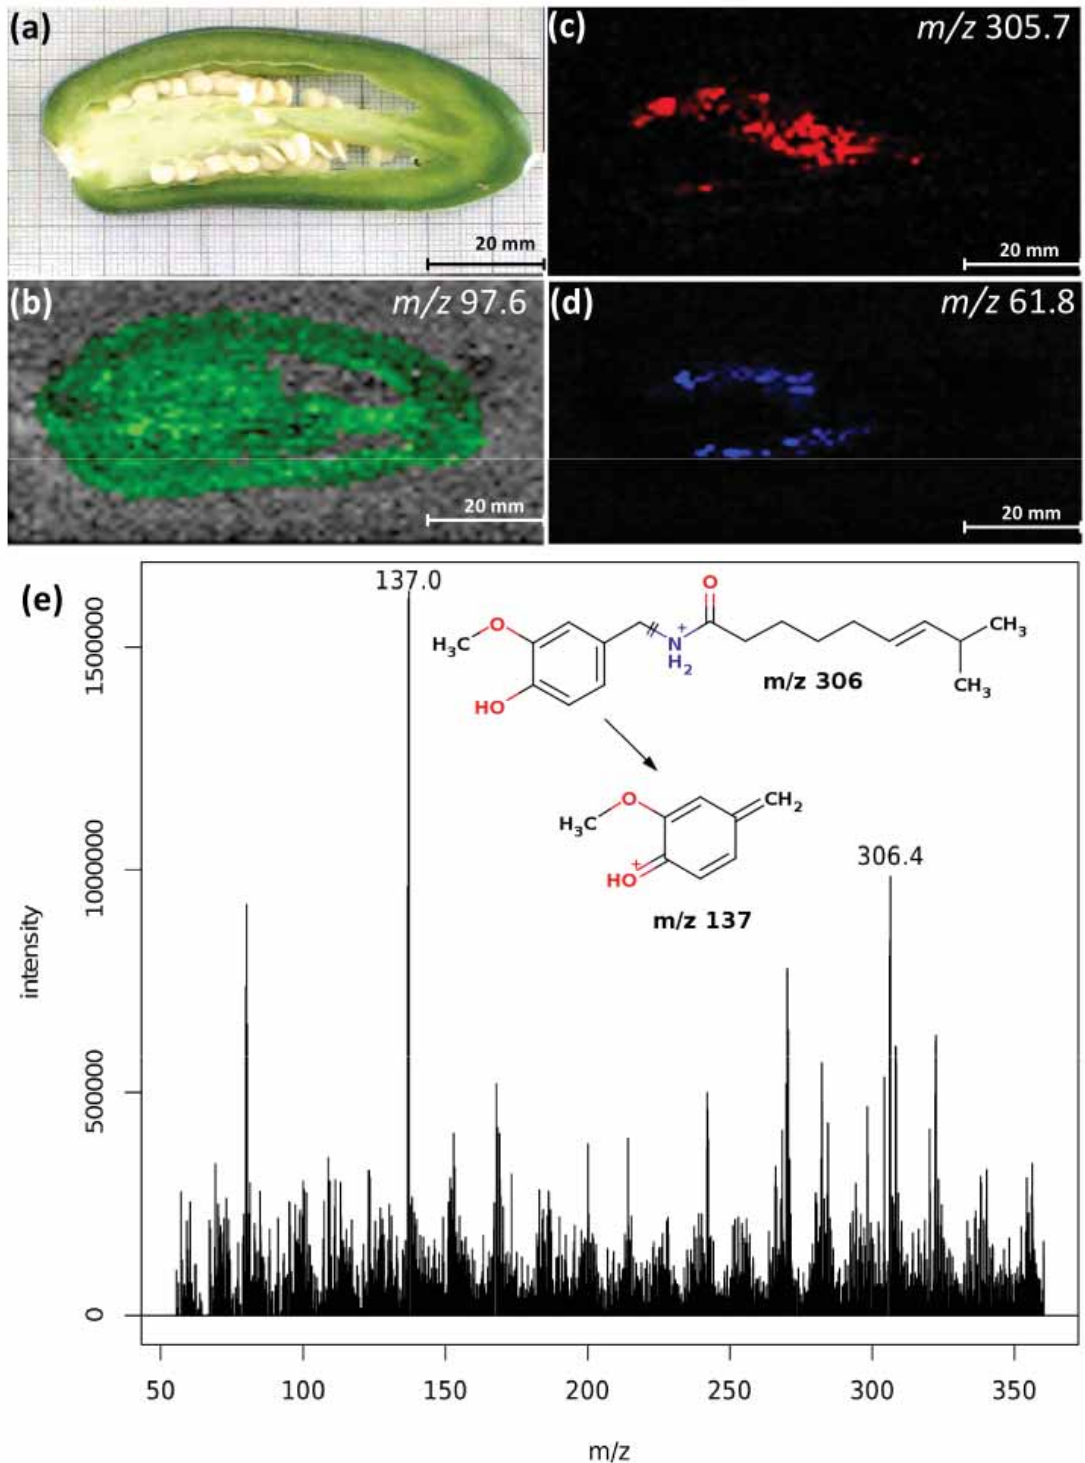 (a)
20 mm
(c)
m/z 305.7
20 mm
(b)
m/z 97.6
20 mm
(d)
m/z 61.8
20 mm
(e)
137.0
O
H3C
O
HO
N
+
H2
CH3
CH3
m/z 306
H3C
O
CH2
+
HO
m/z 137
306.4
intensity
0
500000
1000000
1500000
50 100 150 200 250 300 350
m/z